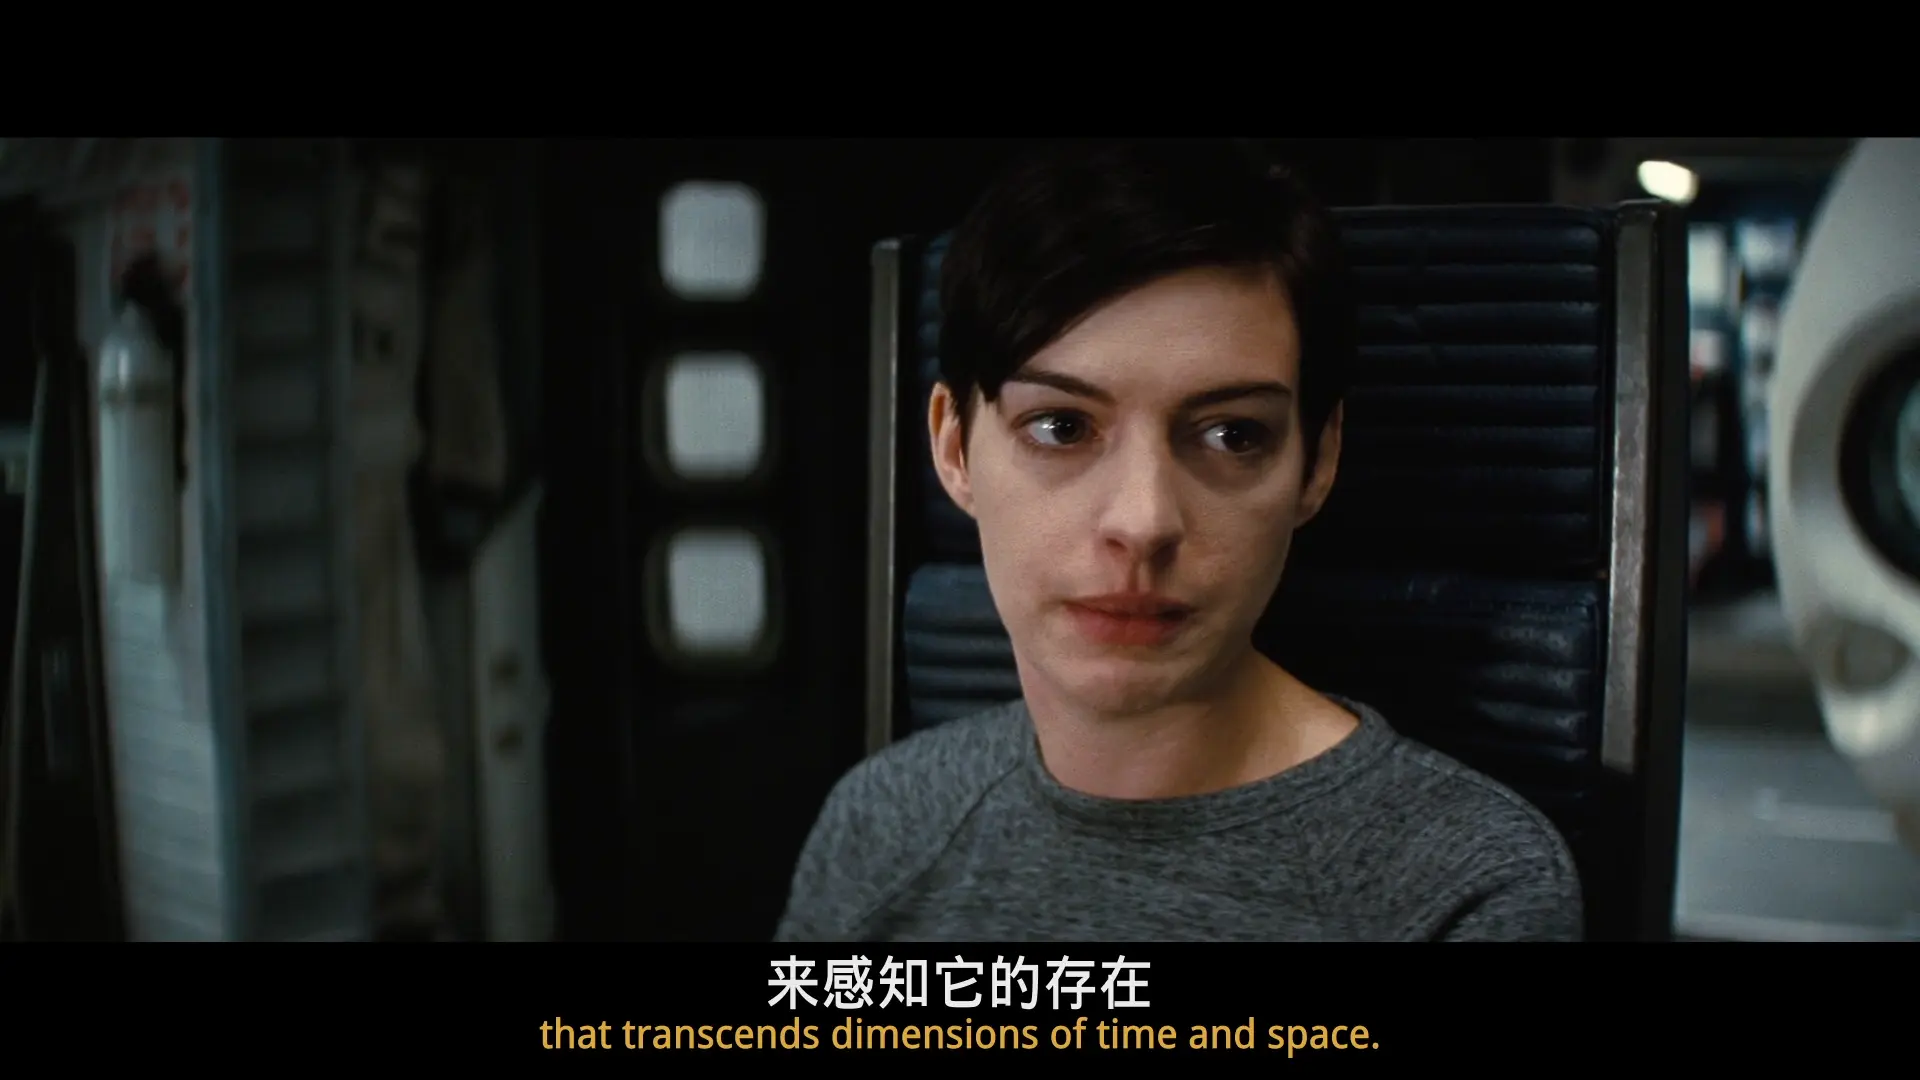 来感知它的存在
that transcends dimensions of time and space.